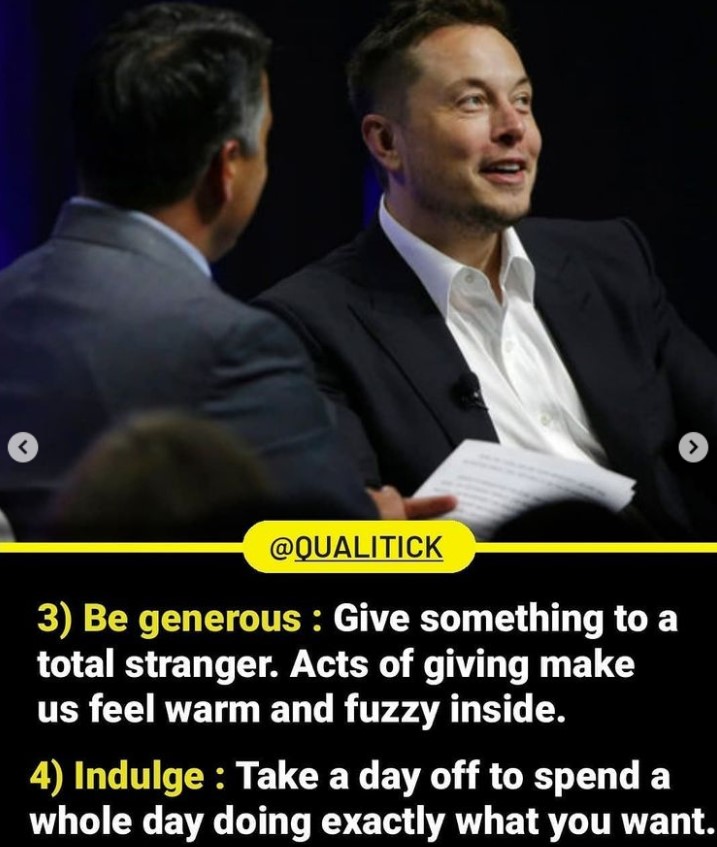 @QUALITICK
3) Be generous : Give something to a
total stranger. Acts of giving make
us feel warm and fuzzy inside.
4) Indulge : Take a day off to spend a
whole day doing exactly what you want.